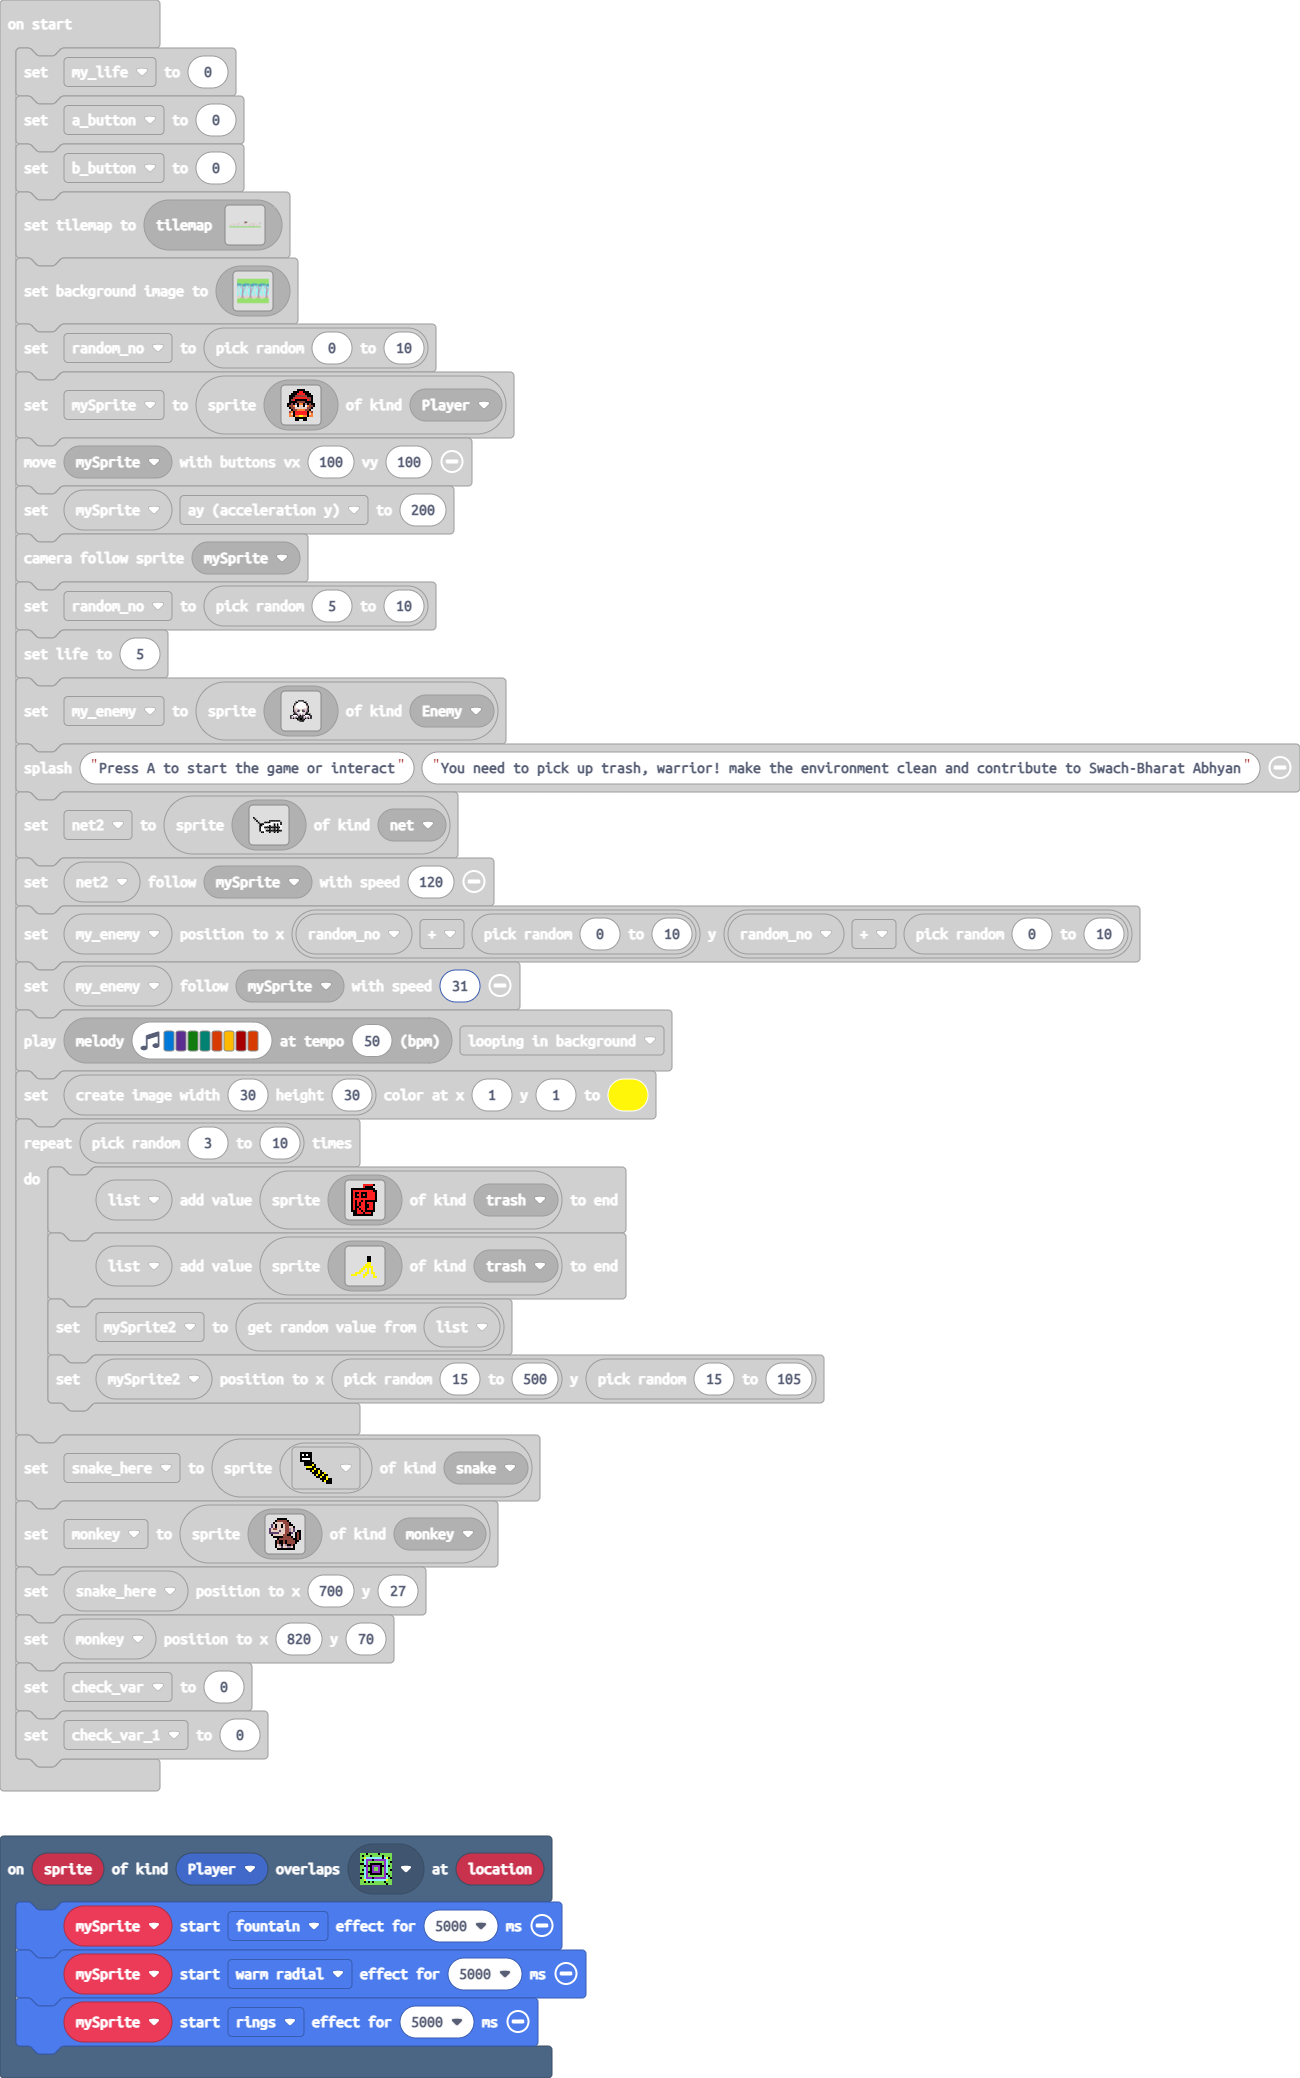 on start
set my_life to 0
set a_button to 0
set b_button to 0
set tilemap to tilemap
set background image to
set random_no to pick random 0 to 10
set mySprite to sprite of kind Player
move mySprite with buttons vx 100 vy 100
set mySprite ay (acceleration y) to 200
camera follow sprite mySprite
set random_no to pick random 5 to 10
set life to 5
set my_enemy to sprite of kind Enemy
splash "Press A to start the game or interact" "You need to pick up trash, warrior! make the environment clean and contribute to Swach-Bharat Abhyan"
set net2 to sprite of kind net
set net2 follow mySprite with speed 120
set my_enemy position to x random_no + pick random 0 to 10 y random_no + pick random 0 to 10
set my_enemy follow mySprite with speed 31
play melody at tempo 50 (bpm) looping in background
set create image width 30 height 30 color at x 1 y 1 to
repeat pick random 3 to 10 times
do
list add value sprite of kind trash to end
list add value sprite of kind trash to end
set mySprite2 to get random value from list
set mySprite2 position to x pick random 15 to 500 y pick random 15 to 105
set snake_here to sprite of kind snake
set monkey to sprite of kind monkey
set snake_here position to x 700 y 27
set monkey position to x 820 y 70
set check_var to 0
set check_var_1 to 0
on sprite of kind Player overlaps at location
mySprite start fountain effect for 5000 ms
mySprite start warm radial effect for 5000 ms
mySprite start rings effect for 5000 ms